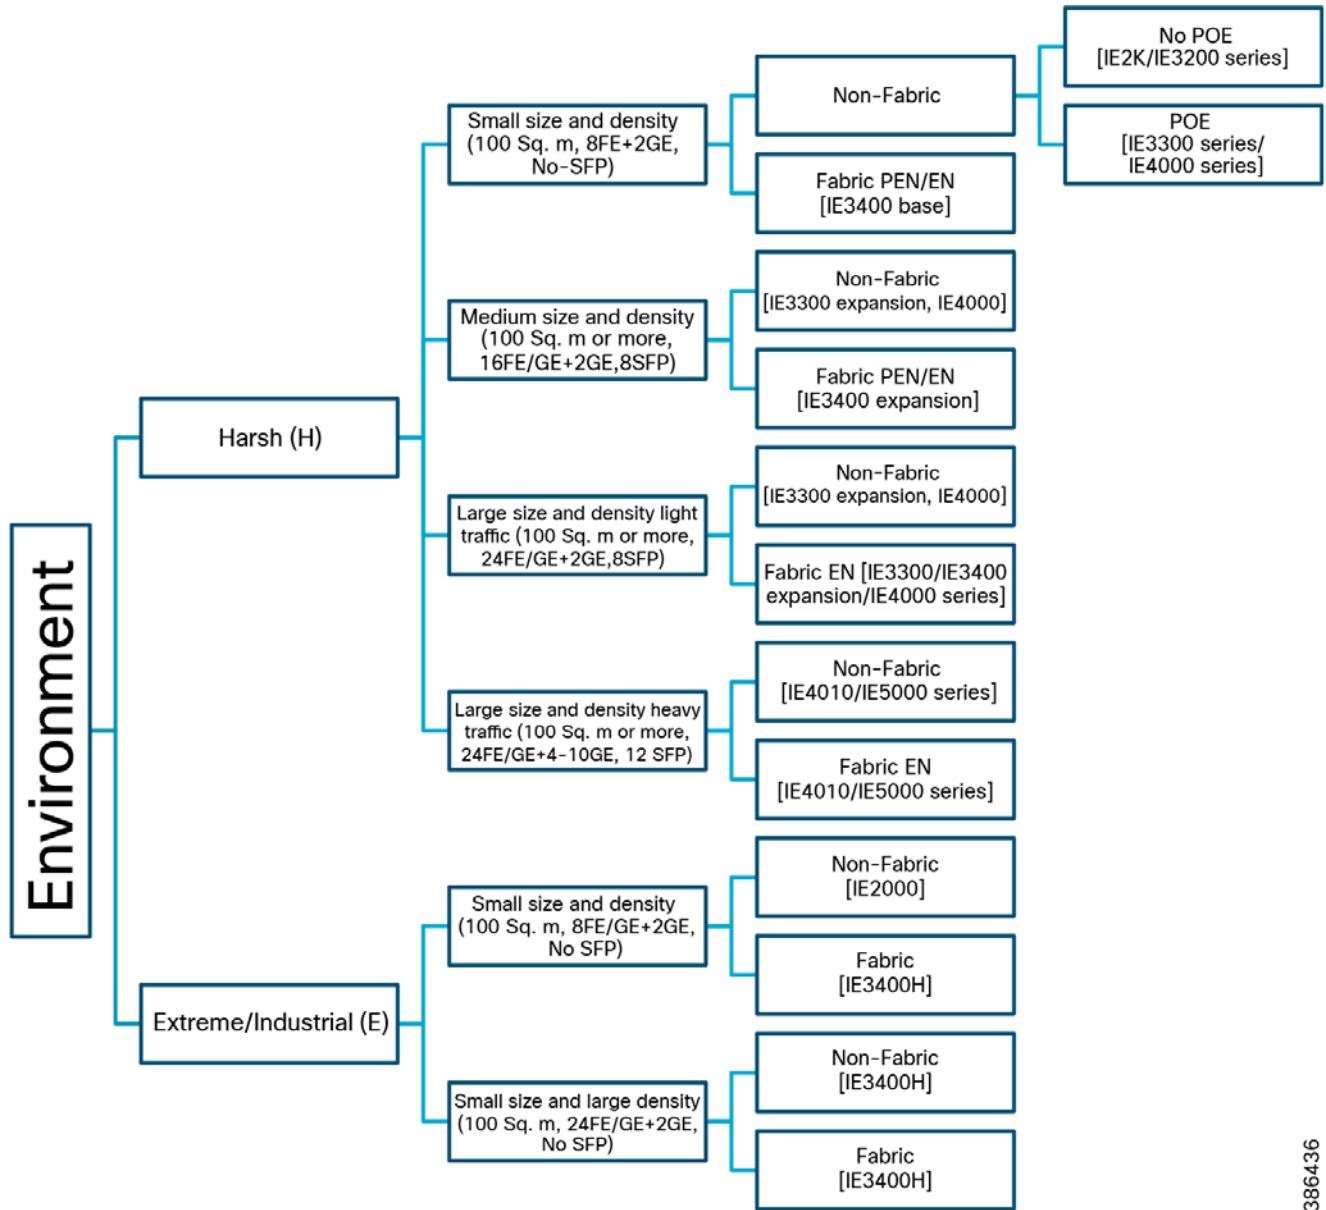 Environment
Harsh (H)
Small size and density
(100 Sq. m, 8FE+2GE,
No-SFP)
Non-Fabric
No POE
[IE2K/IE3200 series]
POE
[IE3300 series/
IE4000 series]
Fabric PEN/EN
[IE3400 base]
Medium size and density
(100 Sq. m or more,
16FE/GE+2GE,8SFP)
Non-Fabric
[IE3300 expansion, IE4000]
Fabric PEN/EN
[IE3400 expansion]
Large size and density light
traffic (100 Sq. m or more,
24FE/GE+2GE,8SFP)
Non-Fabric
[IE3300 expansion, IE4000]
Fabric EN [IE3300/IE3400
expansion/IE4000 series]
Large size and density heavy
traffic (100 Sq. m or more,
24FE/GE+4-10GE, 12 SFP)
Non-Fabric
[IE4010/IE5000 series]
Fabric EN
[IE4010/IE5000 series]
Extreme/Industrial (E)
Small size and density
(100 Sq. m, 8FE/GE+2GE,
No SFP)
Non-Fabric
[IE2000]
Fabric
[IE3400H]
Small size and large density
(100 Sq. m, 24FE/GE+2GE,
No SFP)
Non-Fabric
[IE3400H]
Fabric
[IE3400H]
386436